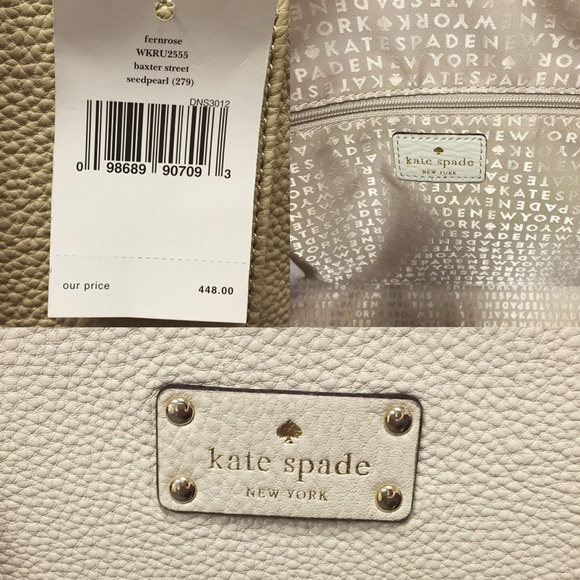 fernrose
WKRU2555
baxter street
seedpearl (279)
DNS3012
0 98689 90709 3
our price 448.00
kate spade
NEW YORK
kate spade
NEW YORK